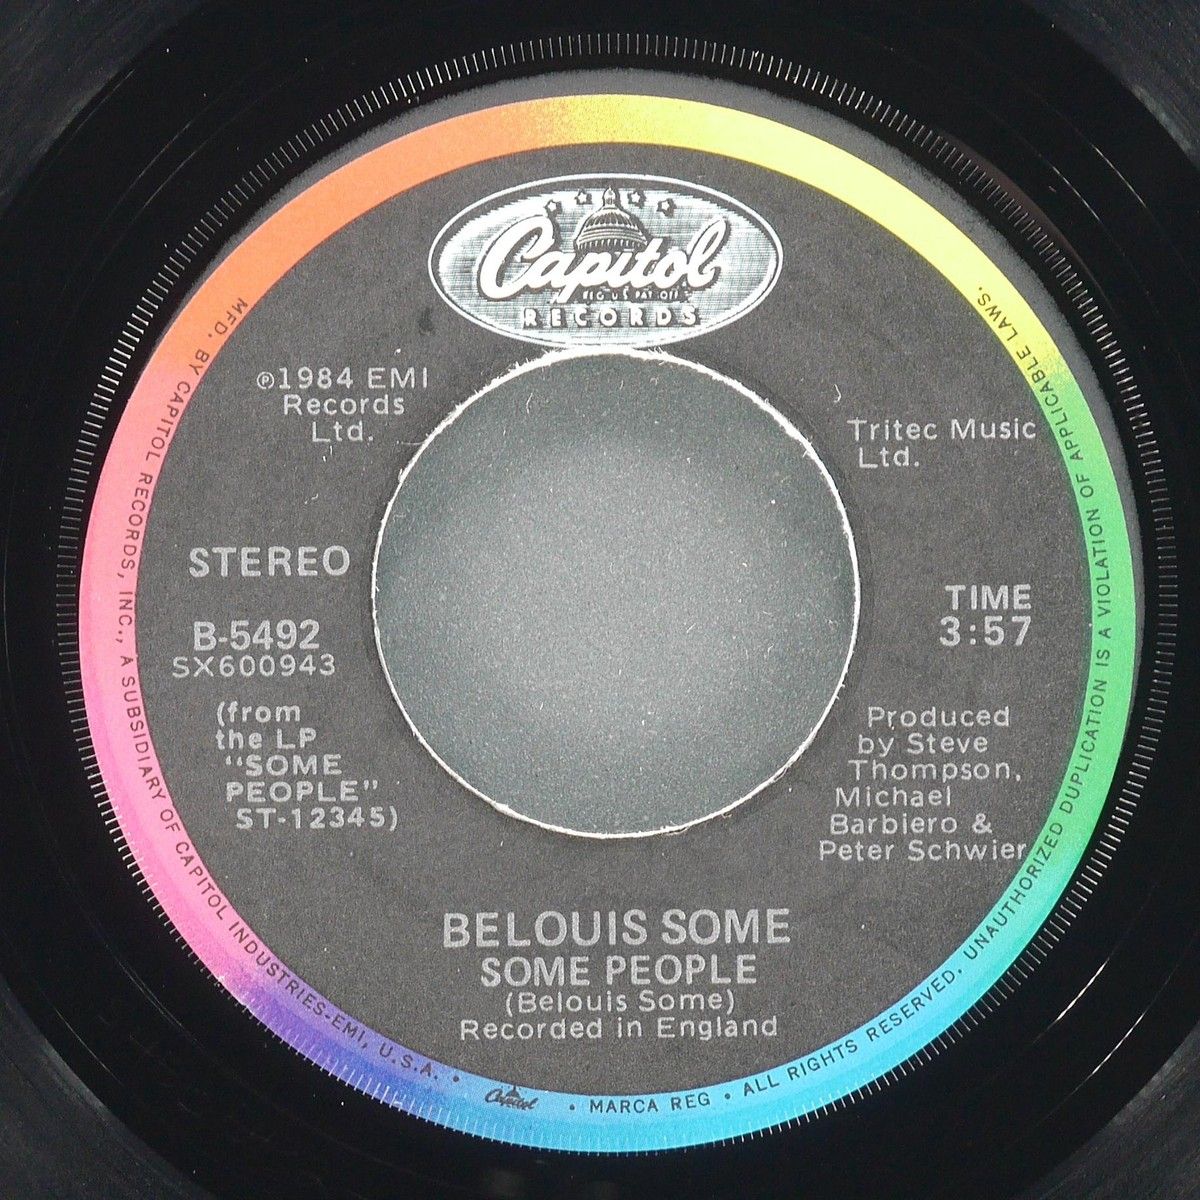 Capitol
REG U S PAT OFF
RECORDS
℗1984 EMI
Records
Ltd.
Tritec Music
Ltd.
STEREO
B-5492
SX600943
(from
the LP
“SOME
PEOPLE”
ST-12345)
TIME
3:57
Produced
by Steve
Thompson,
Michael
Barbiero &
Peter Schwier
BELOUIS SOME
SOME PEOPLE
(Belouis Some)
Recorded in England
MFD. BY CAPITOL RECORDS, INC., A SUBSIDIARY OF CAPITOL INDUSTRIES-EMI, U.S.A. • Capitol • MARCA REG • ALL RIGHTS RESERVED. UNAUTHORIZED DUPLICATION IS A VIOLATION OF APPLICABLE LAWS.